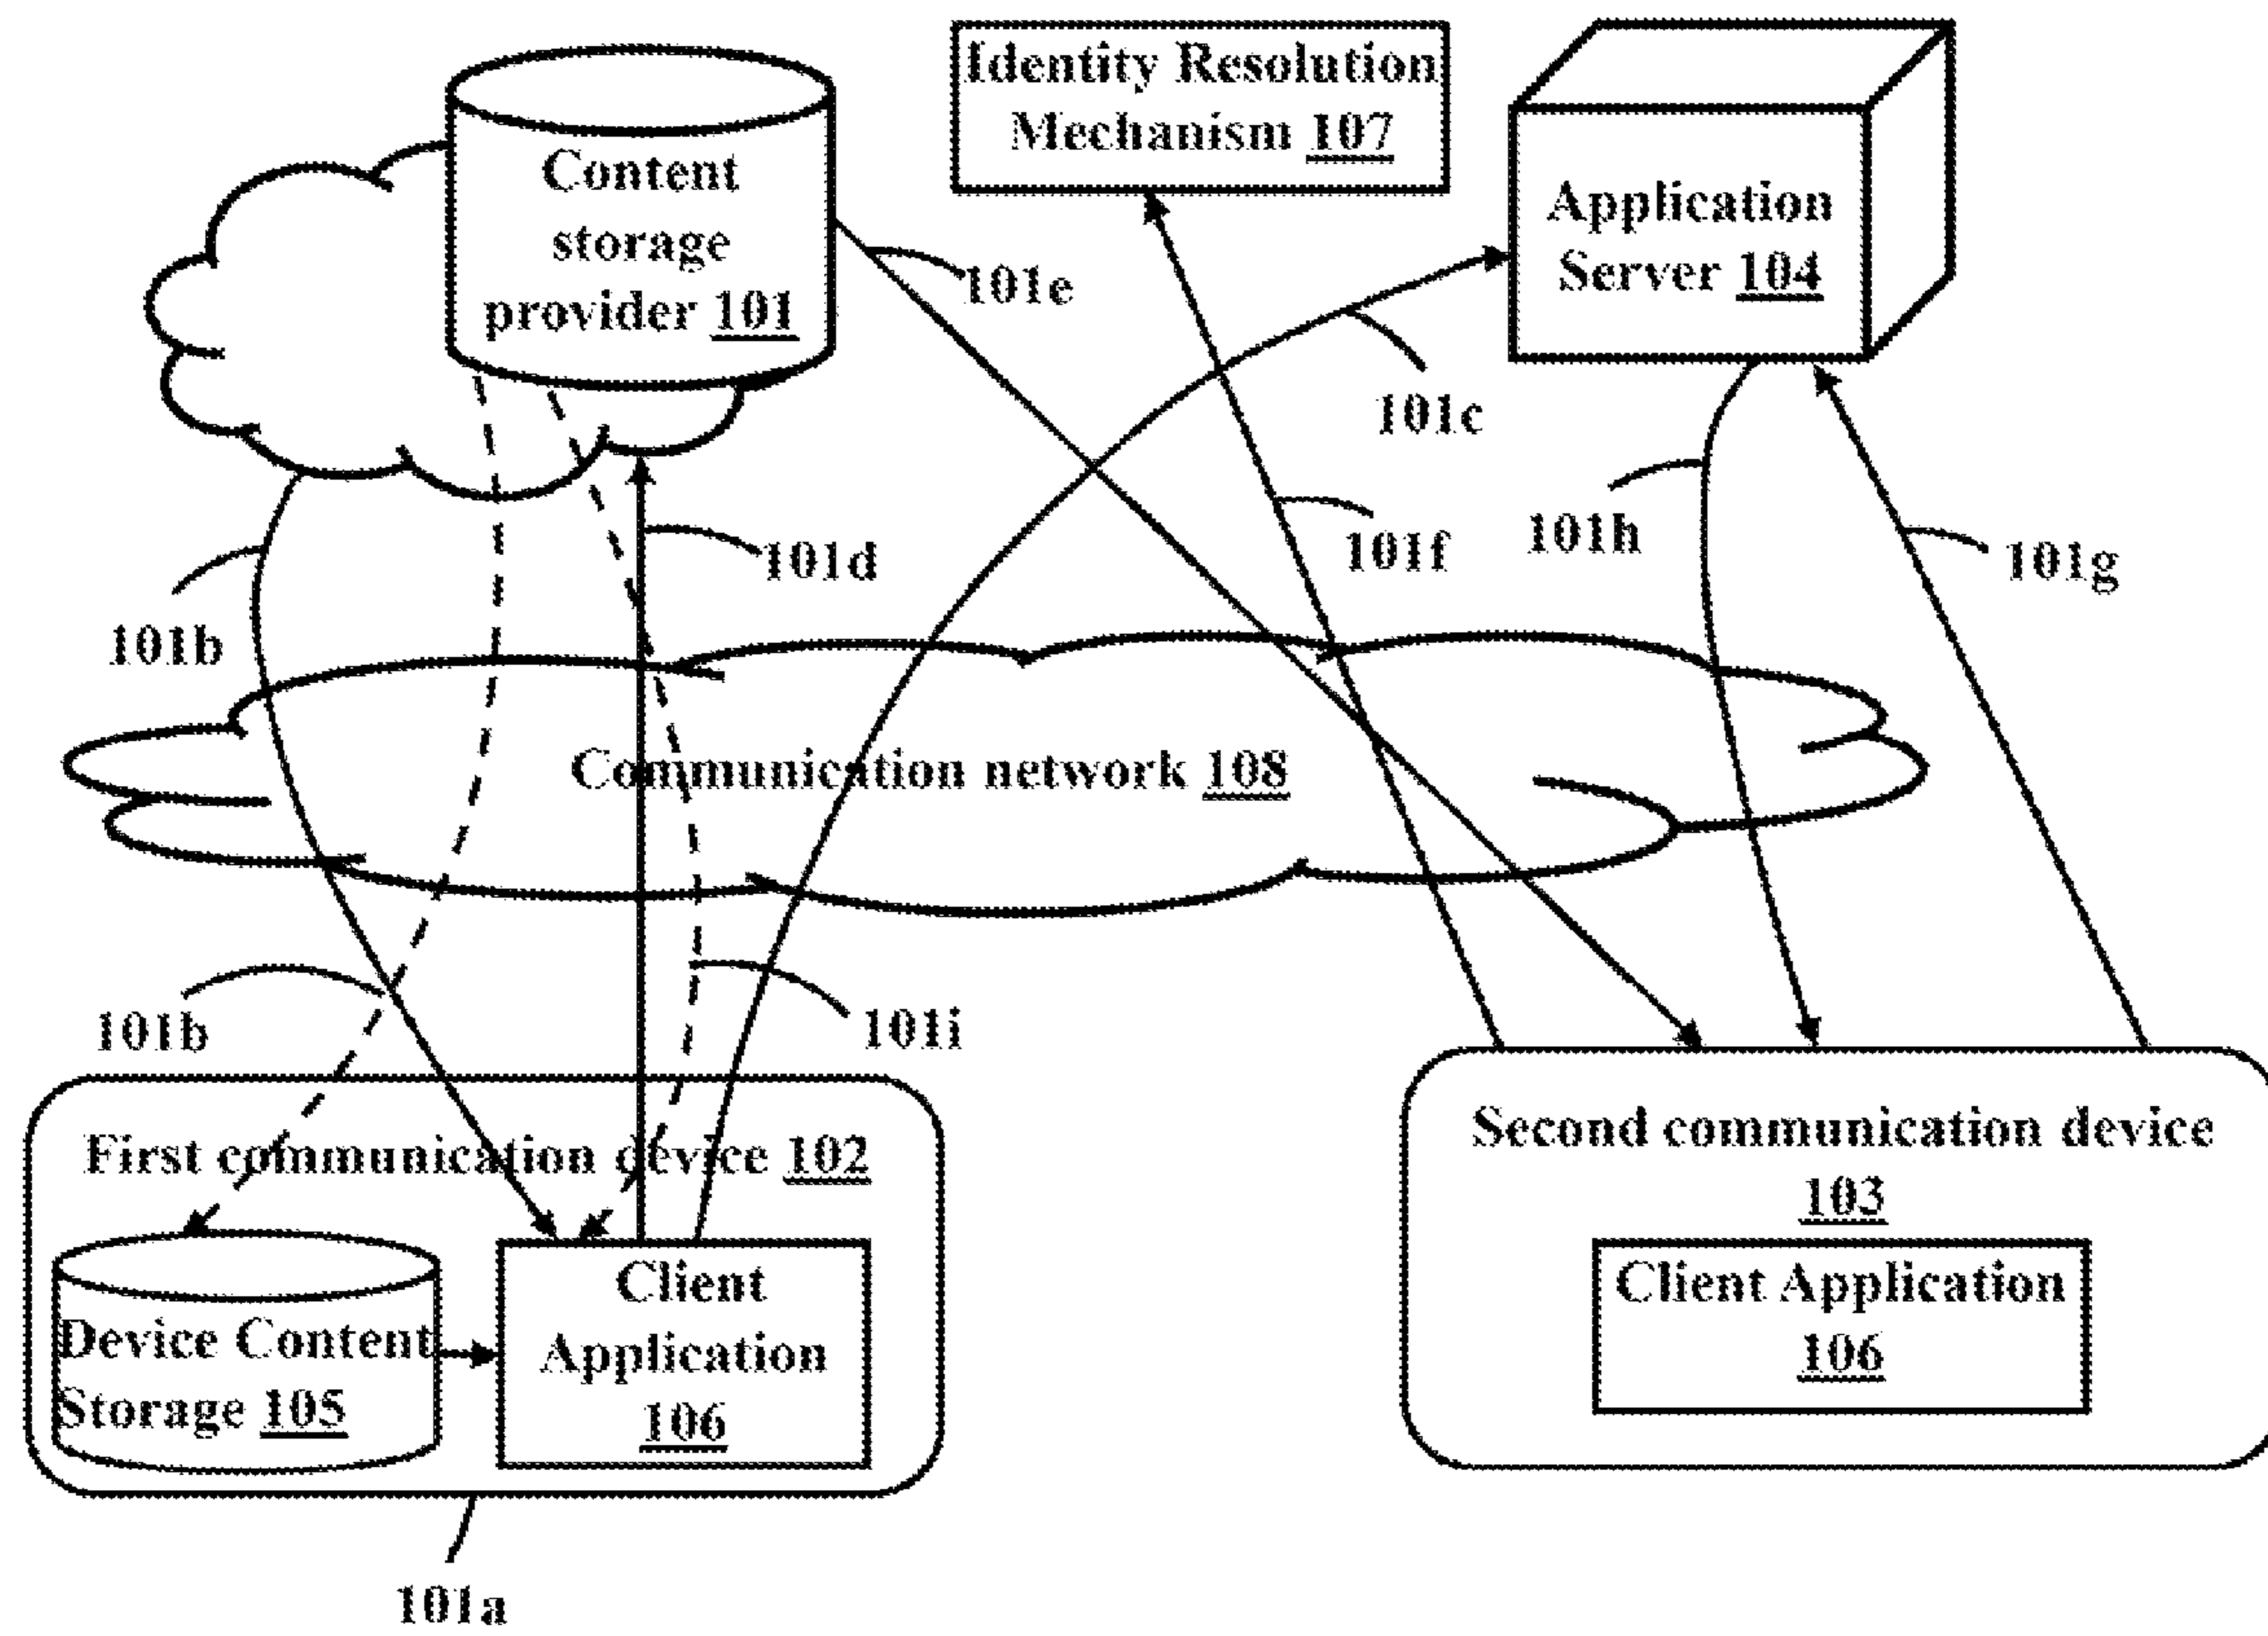 Content
storage
provider 101
Identity Resolution
Mechanism 107
Application
Server 104
101e
101c
101d
101f
101h
101g
101b
Communication network 108
101b
101i
First communication device 102
Second communication device
103
Device Content
Storage 105
Client
Application
106
Client Application
106
101a